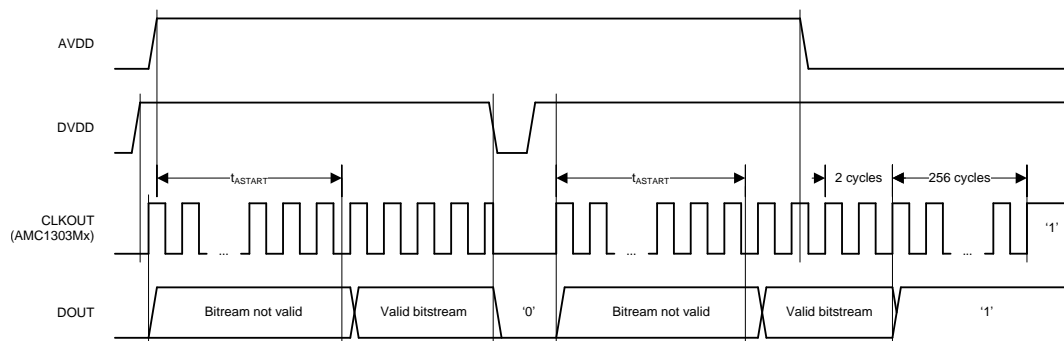 AVDD
DVDD
tASTART
tASTART
2 cycles
256 cycles
CLKOUT
(AMC1303Mx)
...
...
...
'1'
DOUT
Bitream not valid
Valid bitstream
'0'
Bitream not valid
Valid bitstream
'1'